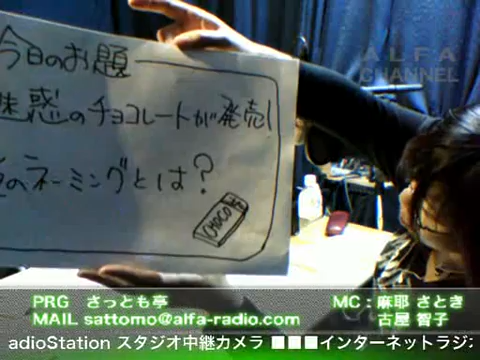 今日のお題
魅惑のチョコレートが発売!
のネーミングとは?
CHOCO
ALFA
CHANNEL
PRG さっとも亭
MC:麻耶 さとき
MAIL sattomo@alfa-radio.com
古屋 智子
adioStation スタジオ中継カメラ ■■■インターネットラジ